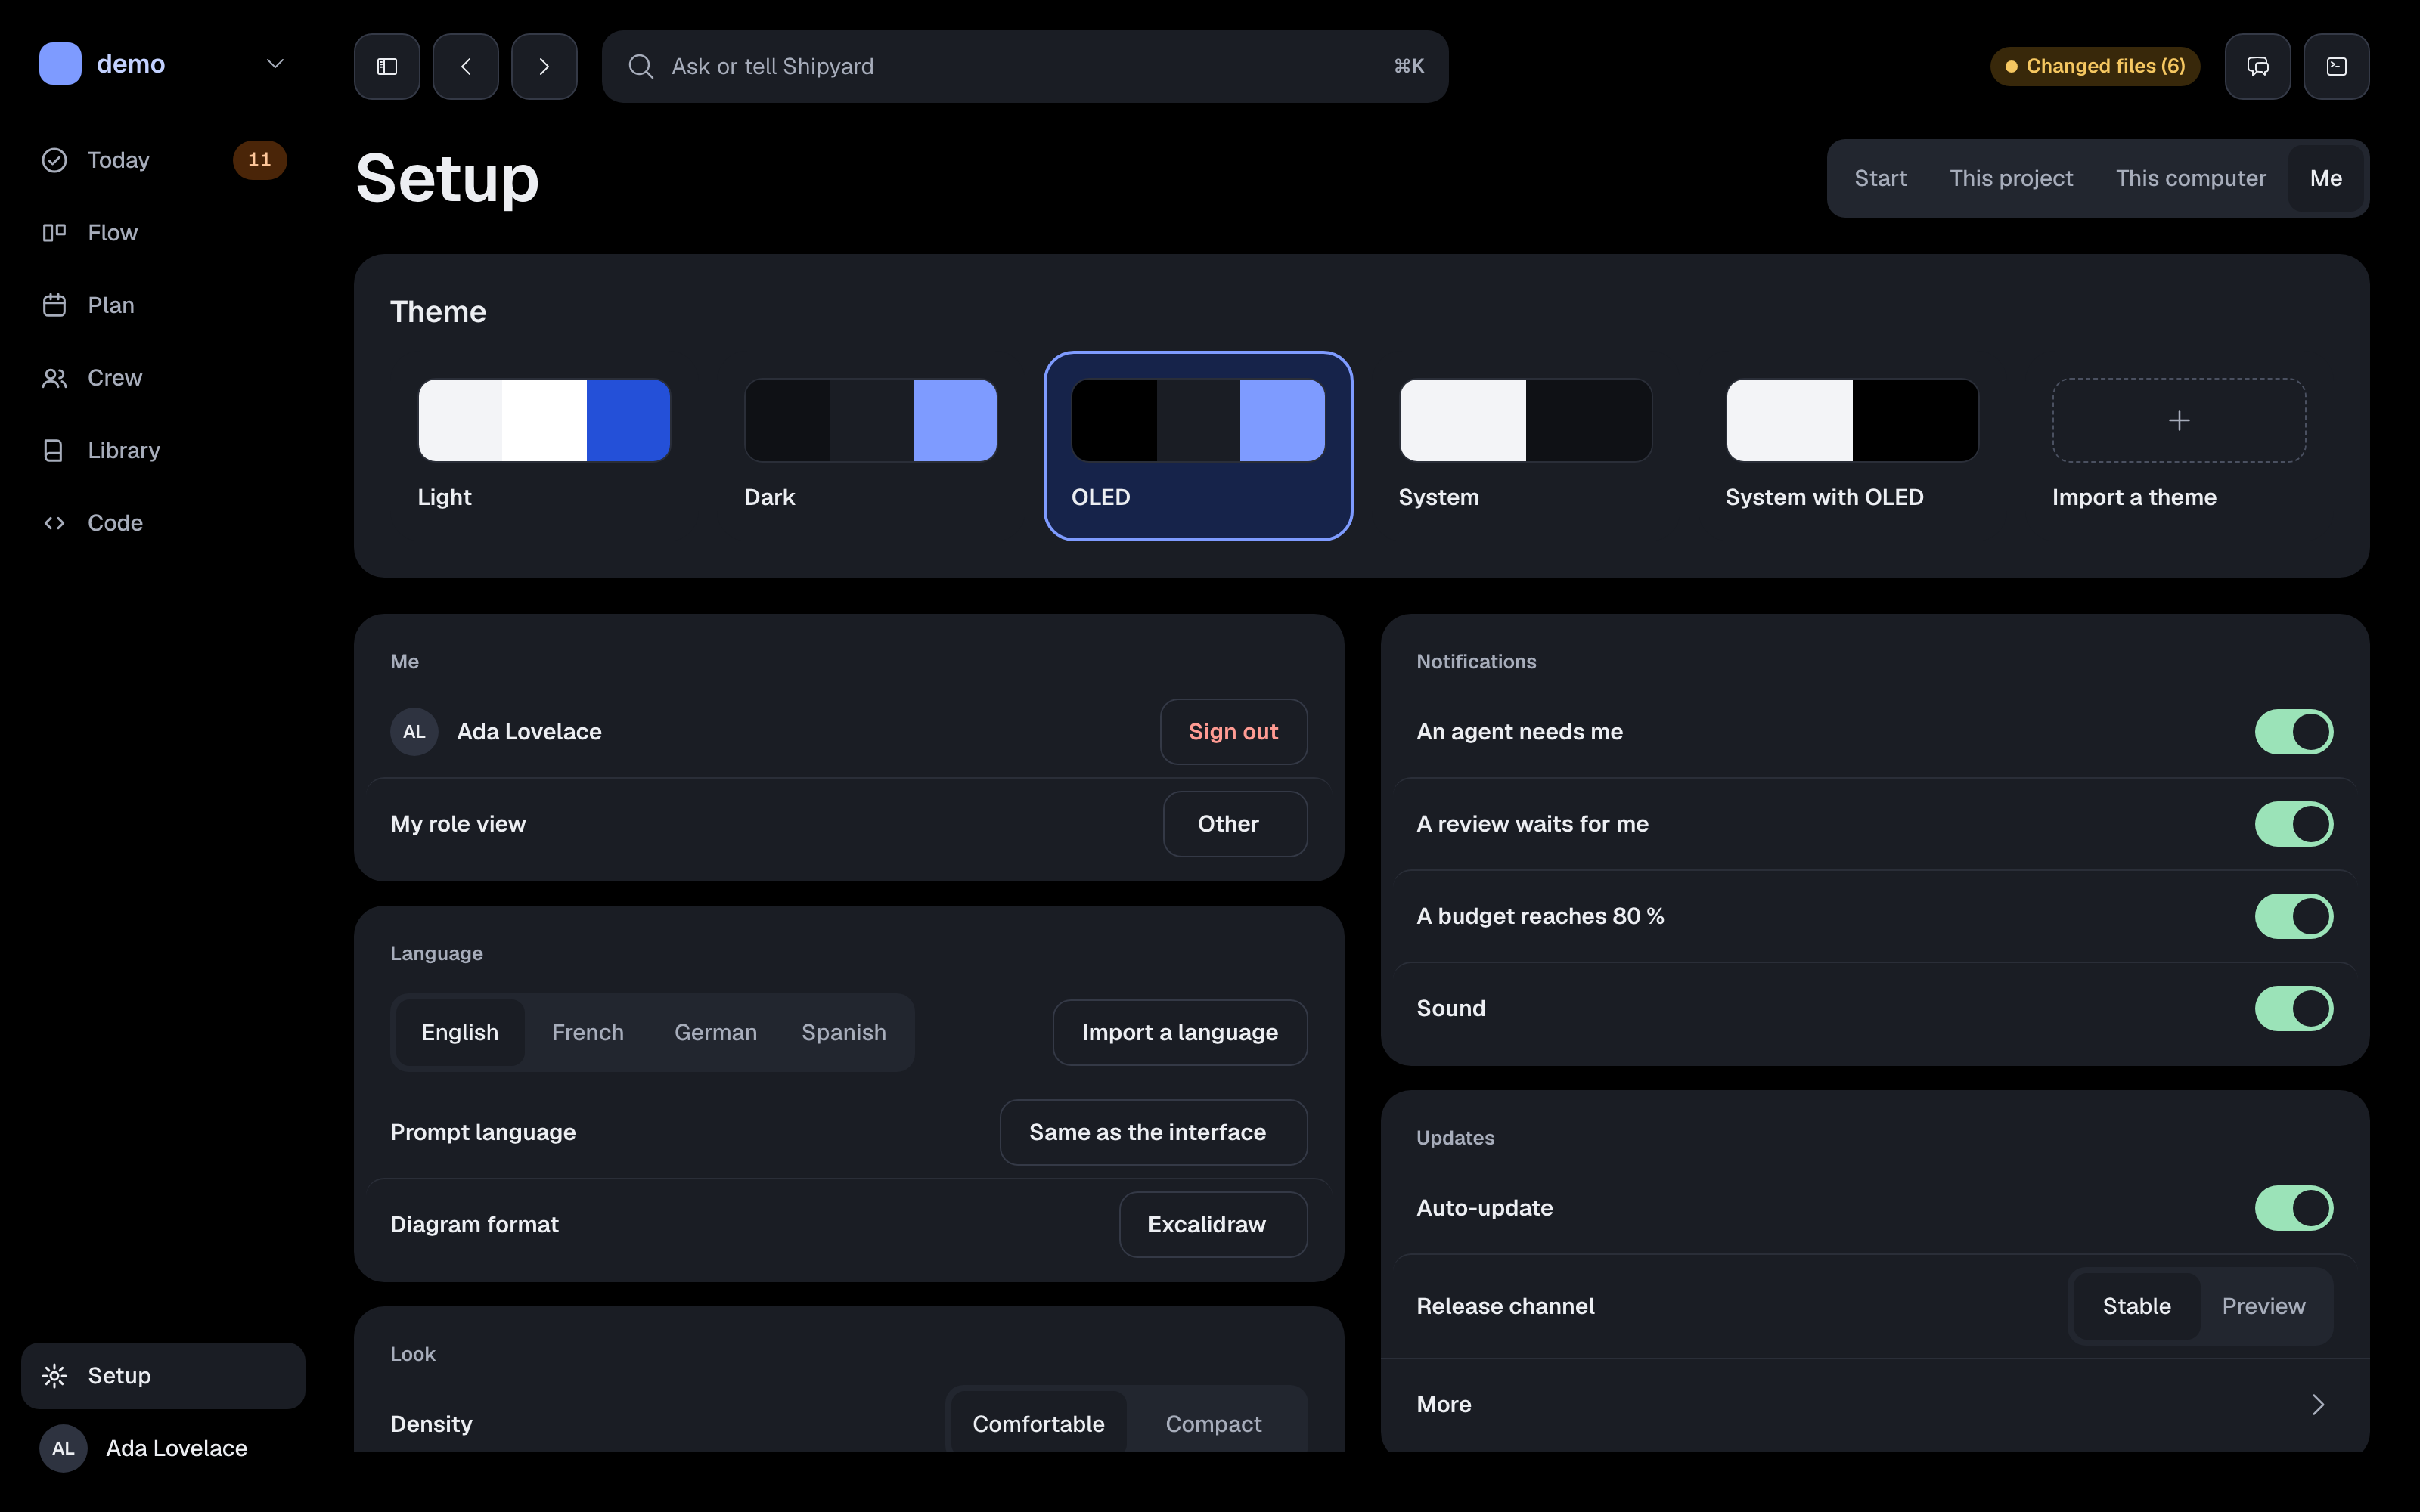 demo
Ask or tell Shipyard
⌘K
Changed files (6)
Today
11
Flow
Plan
Crew
Library
Code
Setup
Ada Lovelace
AL
Setup
Start
This project
This computer
Me
Theme
Light
Dark
OLED
System
System with OLED
Import a theme
Me
AL
Ada Lovelace
Sign out
My role view
Other
Language
English
French
German
Spanish
Import a language
Prompt language
Same as the interface
Diagram format
Excalidraw
Look
Density
Comfortable
Compact
Notifications
An agent needs me
A review waits for me
A budget reaches 80 %
Sound
Updates
Auto-update
Release channel
Stable
Preview
More